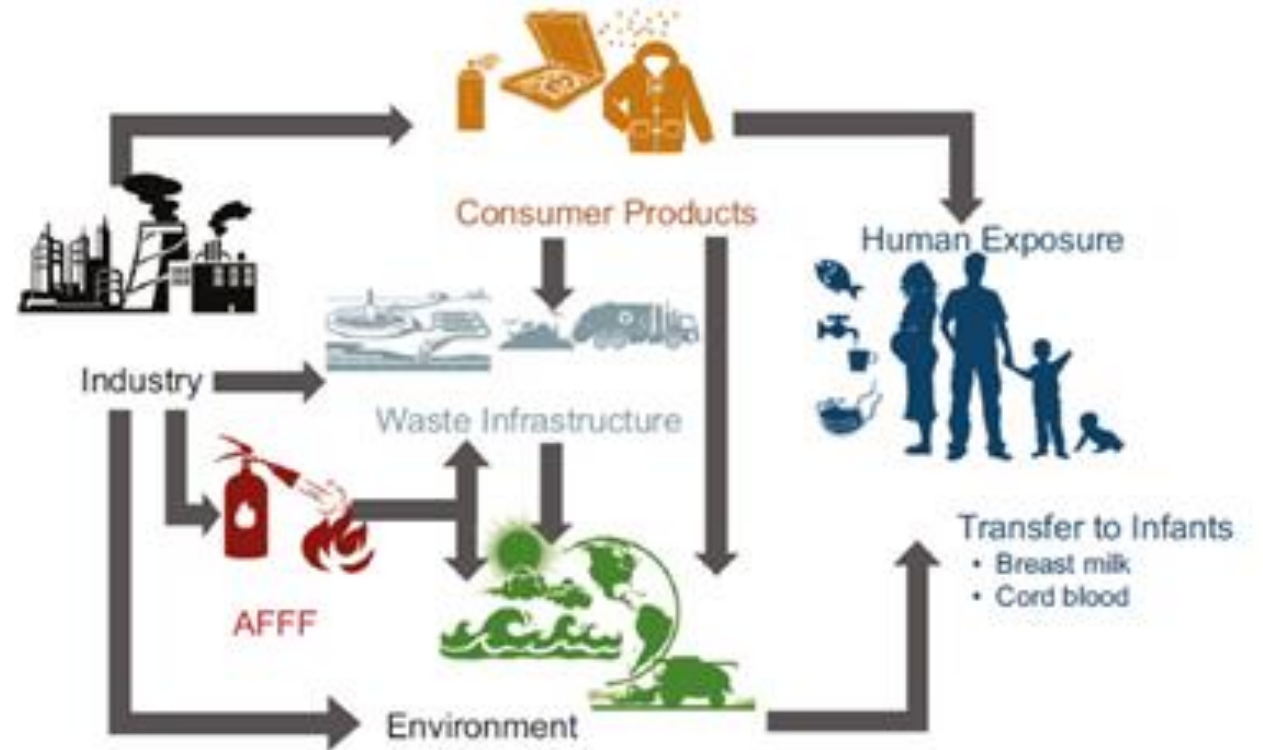 Consumer Products
Human Exposure
Industry
Waste Infrastructure
Transfer to Infants
• Breast milk
• Cord blood
AFFF
Environment